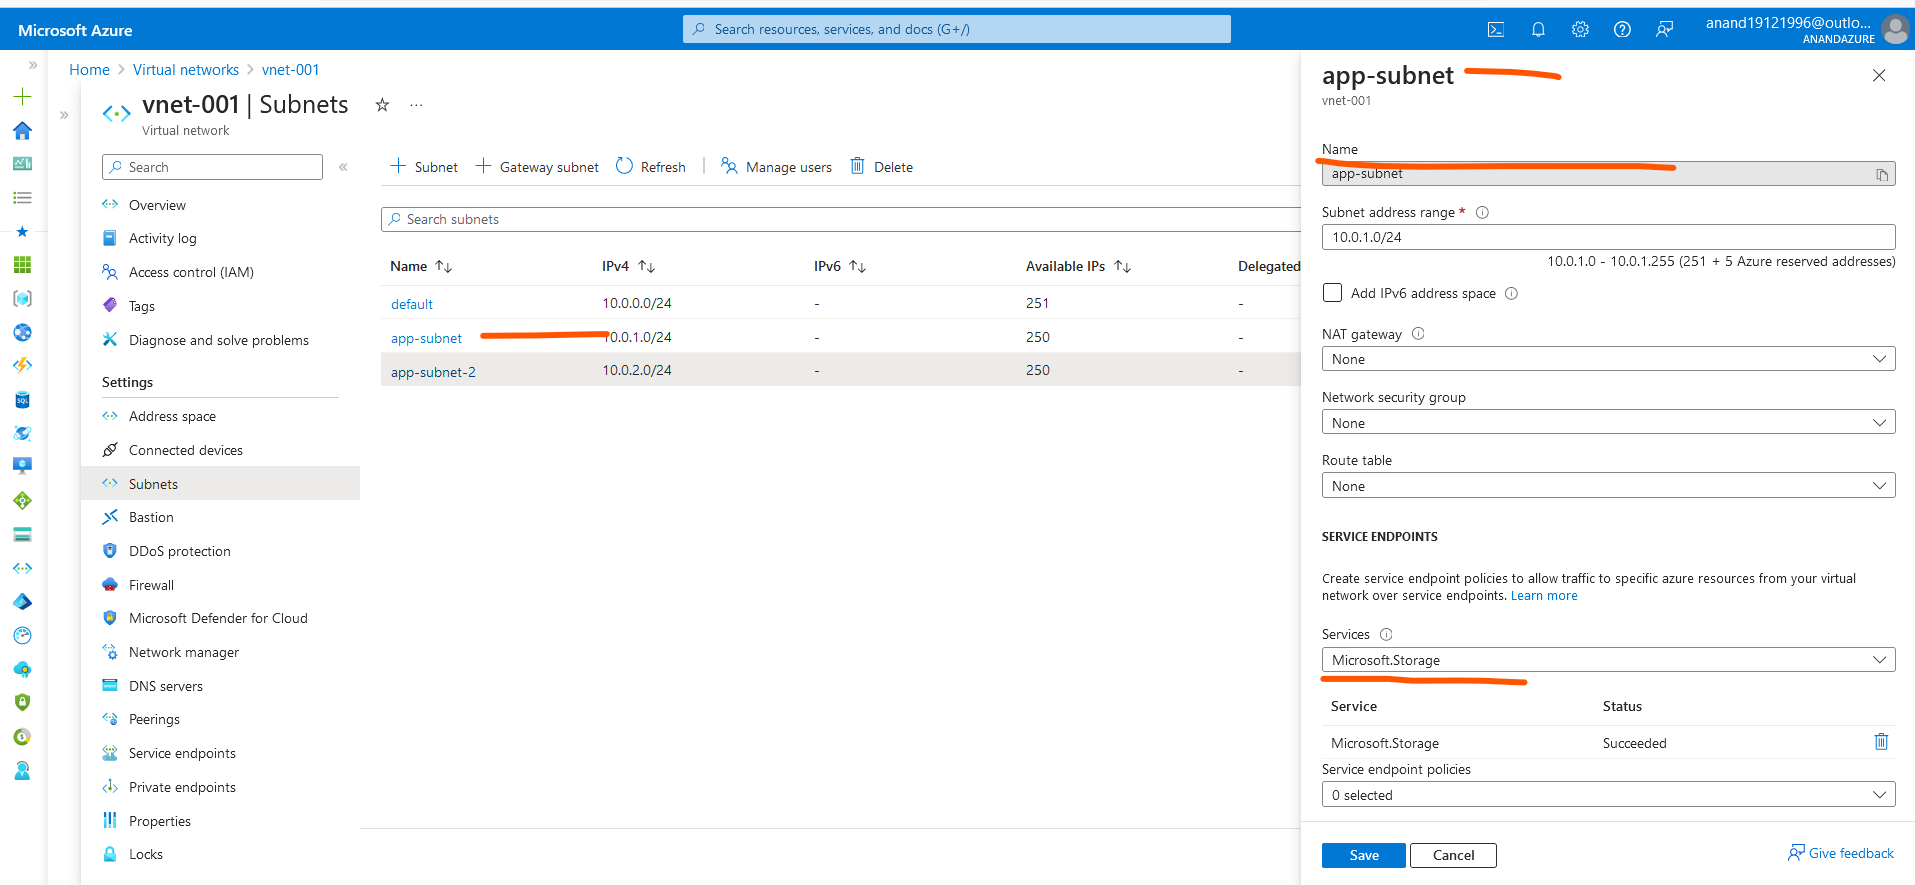 Microsoft Azure
Search resources, services, and docs (G+/)
anand19121996@outlo...
ANANDAZURE
Home > Virtual networks > vnet-001
vnet-001 | Subnets
Virtual network
Search
Overview
Activity log
Access control (IAM)
Tags
Diagnose and solve problems
Settings
Address space
Connected devices
Subnets
Bastion
DDoS protection
Firewall
Microsoft Defender for Cloud
Network manager
DNS servers
Peerings
Service endpoints
Private endpoints
Properties
Locks
+ Subnet + Gateway subnet Refresh | Manage users Delete
Search subnets
Name IPv4 IPv6 Available IPs Delegated
default 10.0.0.0/24 - 251 -
app-subnet 10.0.1.0/24 - 250 -
app-subnet-2 10.0.2.0/24 - 250 -
app-subnet
vnet-001
Name
app-subnet
Subnet address range *
10.0.1.0/24
10.0.1.0 - 10.0.1.255 (251 + 5 Azure reserved addresses)
Add IPv6 address space
NAT gateway
None
Network security group
None
Route table
None
SERVICE ENDPOINTS
Create service endpoint policies to allow traffic to specific azure resources from your virtual
network over service endpoints. Learn more
Services
Microsoft.Storage
Service Status
Microsoft.Storage Succeeded
Service endpoint policies
0 selected
Save Cancel
Give feedback